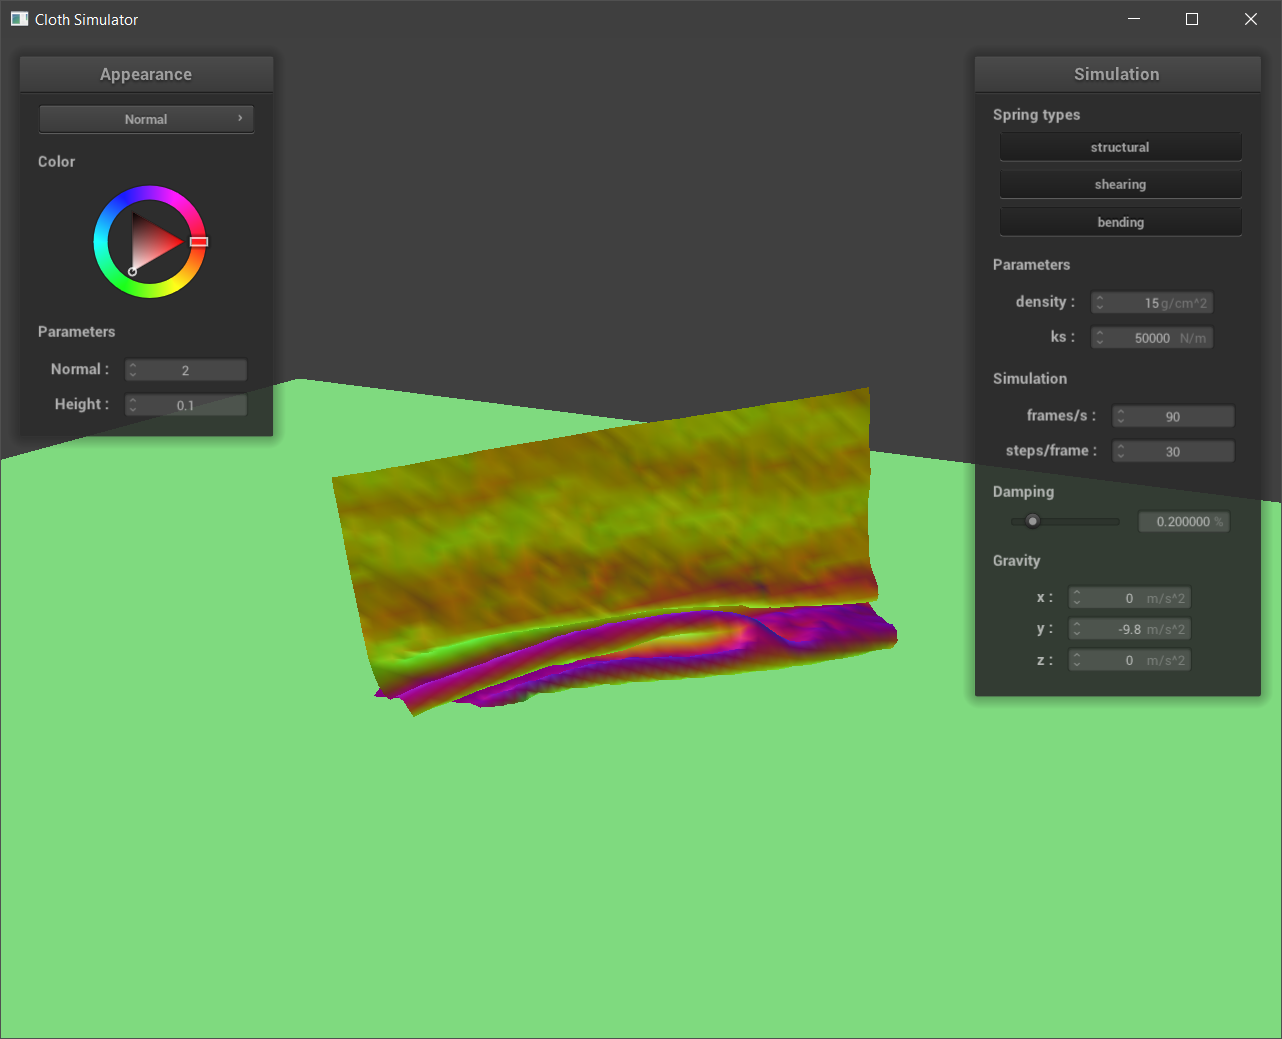 Cloth Simulator
Appearance
Normal
Color
Parameters
Normal : 2
Height : 0.1
Simulation
Spring types
structural
shearing
bending
Parameters
density : 15 g/cm^2
ks : 50000 N/m
Simulation
frames/s : 90
steps/frame : 30
Damping
0.200000 %
Gravity
x : 0 m/s^2
y : -9.8 m/s^2
z : 0 m/s^2